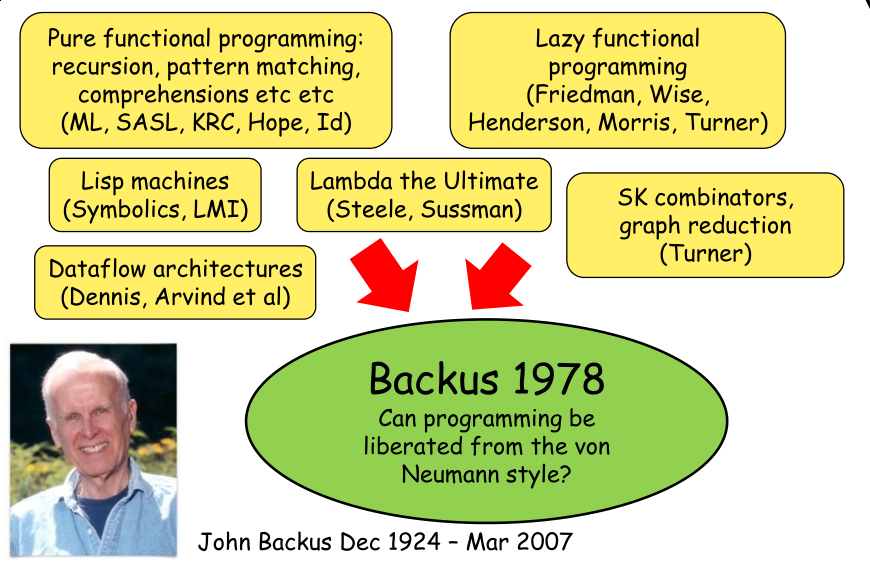 Pure functional programming:
recursion, pattern matching,
comprehensions etc etc
(ML, SASL, KRC, Hope, Id)
Lazy functional
programming
(Friedman, Wise,
Henderson, Morris, Turner)
Lisp machines
(Symbolics, LMI)
Lambda the Ultimate
(Steele, Sussman)
SK combinators,
graph reduction
(Turner)
Dataflow architectures
(Dennis, Arvind et al)
Backus 1978
Can programming be
liberated from the von
Neumann style?
John Backus Dec 1924 – Mar 2007